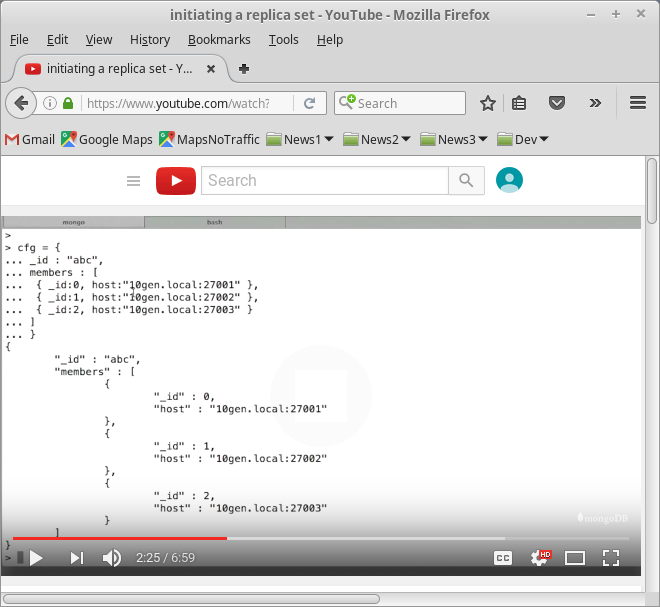 initiating a replica set - YouTube - Mozilla Firefox
File Edit View History Bookmarks Tools Help
initiating a replica set - Y...
https://www.youtube.com/watch?
Search
Gmail Google Maps MapsNoTraffic News1 News2 News3 Dev
Search
mongo bash
>
> cfg = {
... _id : "abc",
... members : [
... { _id:0, host:"10gen.local:27001" },
... { _id:1, host:"10gen.local:27002" },
... { _id:2, host:"10gen.local:27003" }
... ]
... }
{
"_id" : "abc",
"members" : [
{
"_id" : 0,
"host" : "10gen.local:27001"
},
{
"_id" : 1,
"host" : "10gen.local:27002"
},
{
"_id" : 2,
"host" : "10gen.local:27003"
}
]
}
>
mongoDB
2:25 / 6:59 CC HD